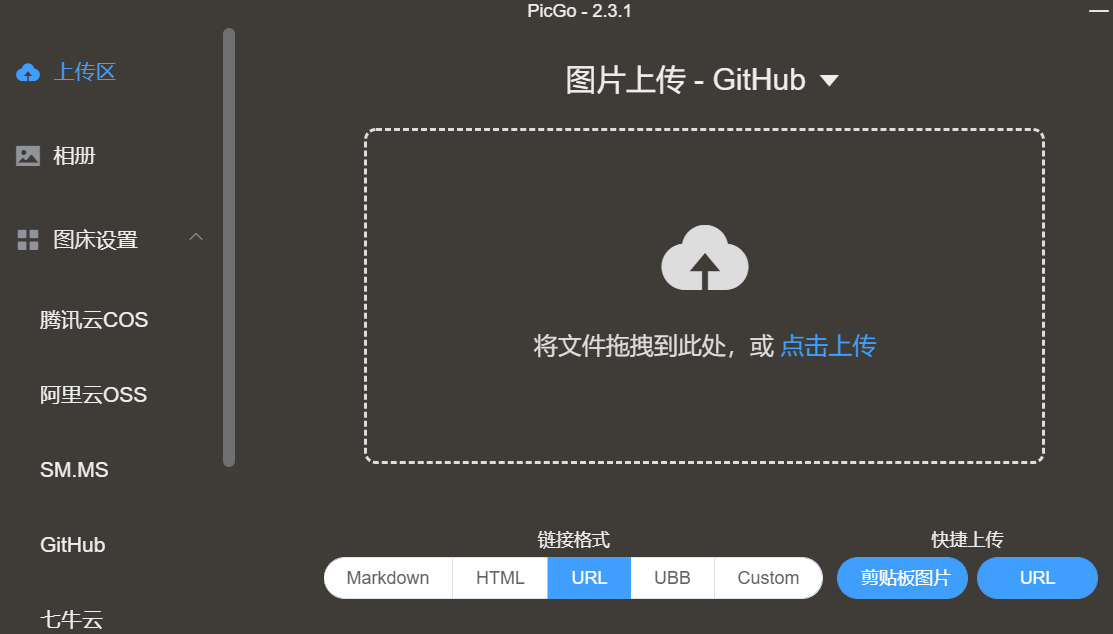 PicGo - 2.3.1
上传区
相册
图床设置
腾讯云COS
阿里云OSS
SM.MS
GitHub
七牛云
图片上传 - GitHub
将文件拖拽到此处，或 点击上传
链接格式
Markdown HTML URL UBB Custom
快捷上传
剪贴板图片 URL